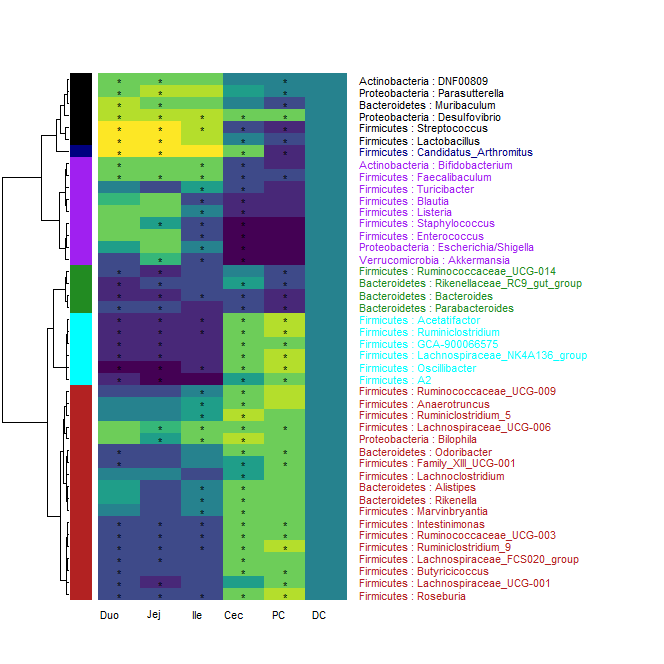 Actinobacteria : DNF00809
Proteobacteria : Parasutterella
Bacteroidetes : Muribaculum
Proteobacteria : Desulfovibrio
Firmicutes : Streptococcus
Firmicutes : Lactobacillus
Firmicutes : Candidatus_Arthromitus
Actinobacteria : Bifidobacterium
Firmicutes : Faecalibaculum
Firmicutes : Turicibacter
Firmicutes : Blautia
Firmicutes : Listeria
Firmicutes : Staphylococcus
Firmicutes : Enterococcus
Proteobacteria : Escherichia/Shigella
Verrucomicrobia : Akkermansia
Firmicutes : Ruminococcaceae_UCG-014
Bacteroidetes : Rikenellaceae_RC9_gut_group
Bacteroidetes : Bacteroides
Bacteroidetes : Parabacteroides
Firmicutes : Acetatifactor
Firmicutes : Ruminiclostridium
Firmicutes : GCA-900066575
Firmicutes : Lachnospiraceae_NK4A136_group
Firmicutes : Oscillibacter
Firmicutes : A2
Firmicutes : Ruminococcaceae_UCG-009
Firmicutes : Anaerotruncus
Firmicutes : Ruminiclostridium_5
Firmicutes : Lachnospiraceae_UCG-006
Proteobacteria : Bilophila
Bacteroidetes : Odoribacter
Firmicutes : Family_XIII_UCG-001
Firmicutes : Lachnoclostridium
Bacteroidetes : Alistipes
Bacteroidetes : Rikenella
Firmicutes : Marvinbryantia
Firmicutes : Intestinimonas
Firmicutes : Ruminococcaceae_UCG-003
Firmicutes : Ruminiclostridium_9
Firmicutes : Lachnospiraceae_FCS020_group
Firmicutes : Butyricicoccus
Firmicutes : Lachnospiraceae_UCG-001
Firmicutes : Roseburia
Duo Jej Ile Cec PC DC